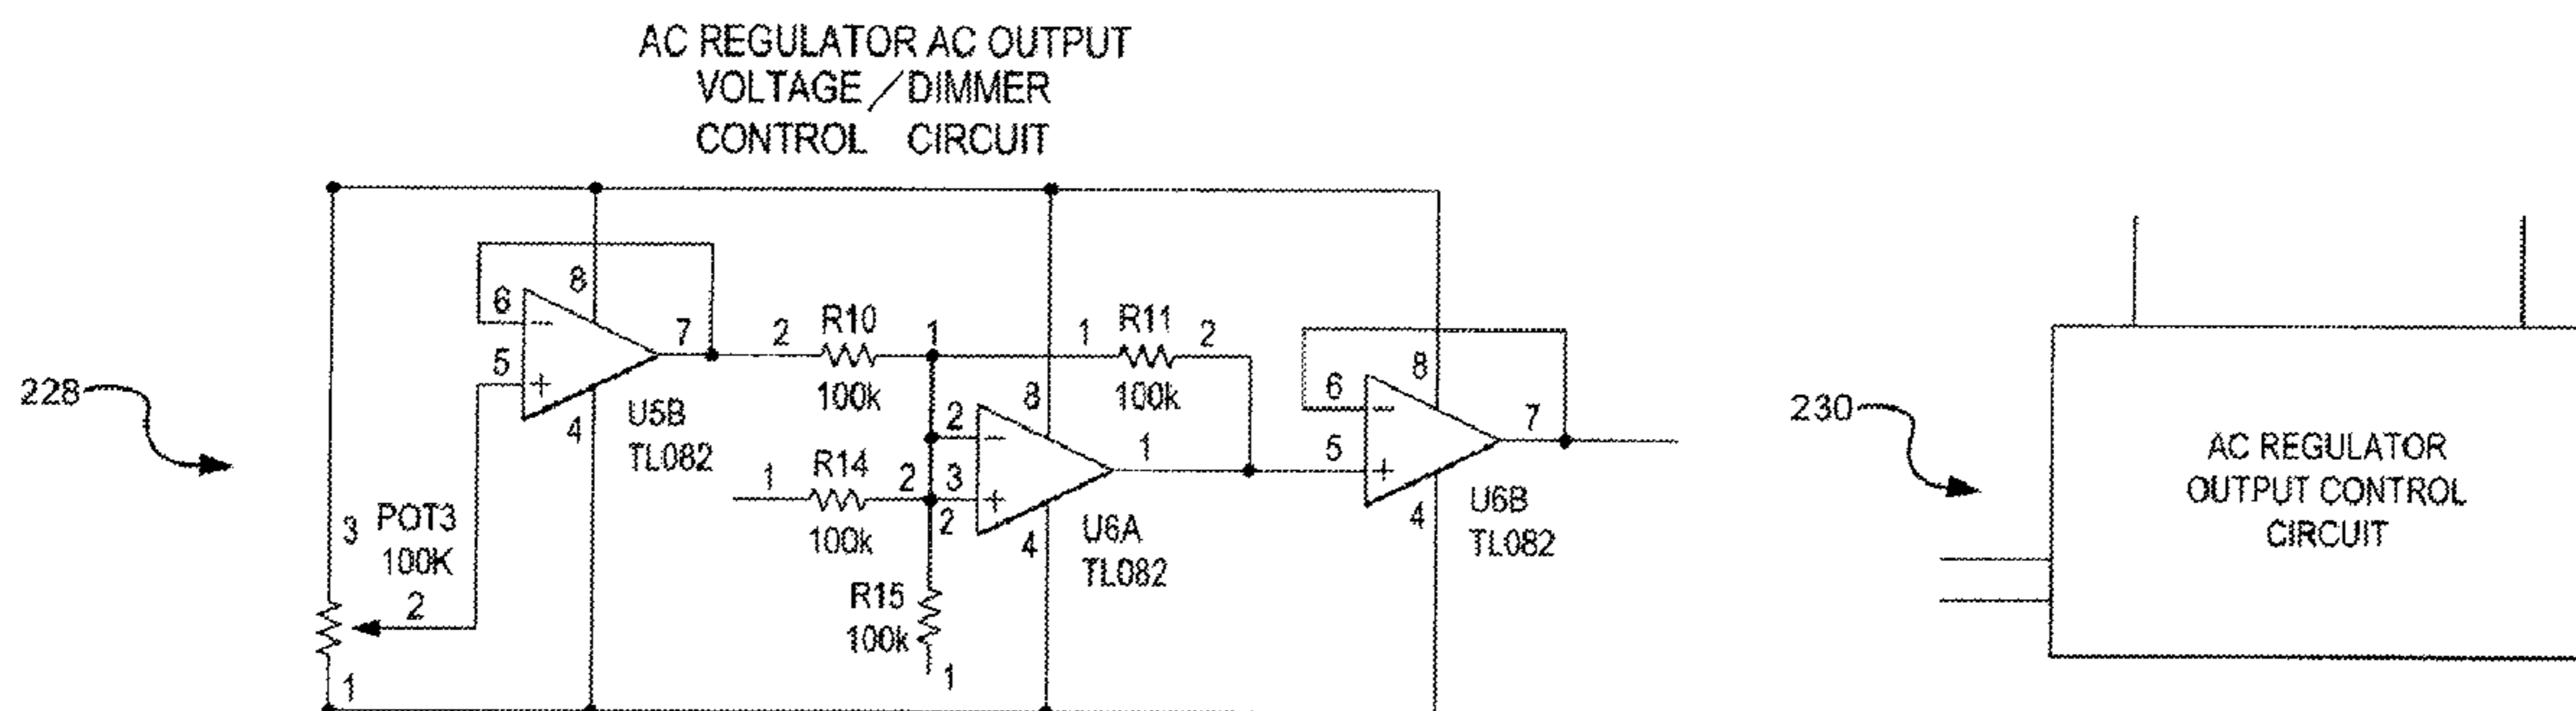 AC REGULATOR AC OUTPUT
VOLTAGE / DIMMER
CONTROL CIRCUIT
228
3
POT3
100K
2
1
6
5
8
4
7
U5B
TL082
2
R10
100k
1
1
R11
100k
2
1
R14
100k
2
2
3
2
8
4
1
U6A
TL082
R15
100k
1
6
5
8
4
7
U6B
TL082
230
AC REGULATOR
OUTPUT CONTROL
CIRCUIT